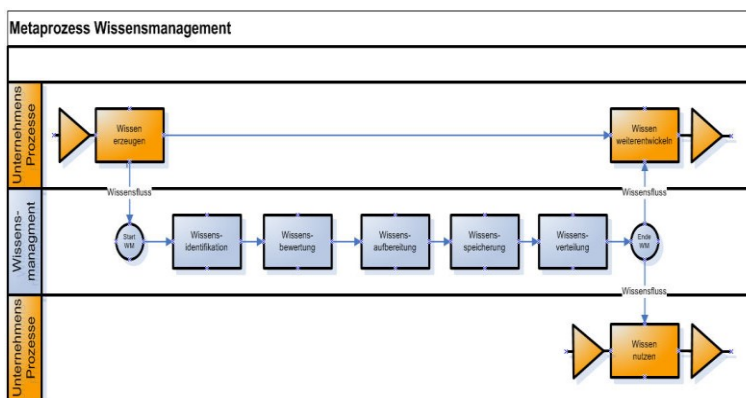 Metaprozess Wissensmanagement
Unternehmens
Prozesse
Wissen
erzeugen
Wissen
weiterentwickeln
Wissensfluss
Wissensfluss
Wissens-
managment
Start
WM
Wissens-
identifikation
Wissens-
bewertung
Wissens-
aufbereitung
Wissens-
speicherung
Wissens-
verteilung
Ende
WM
Wissensfluss
Unternehmens
Prozesse
Wissen
nutzen